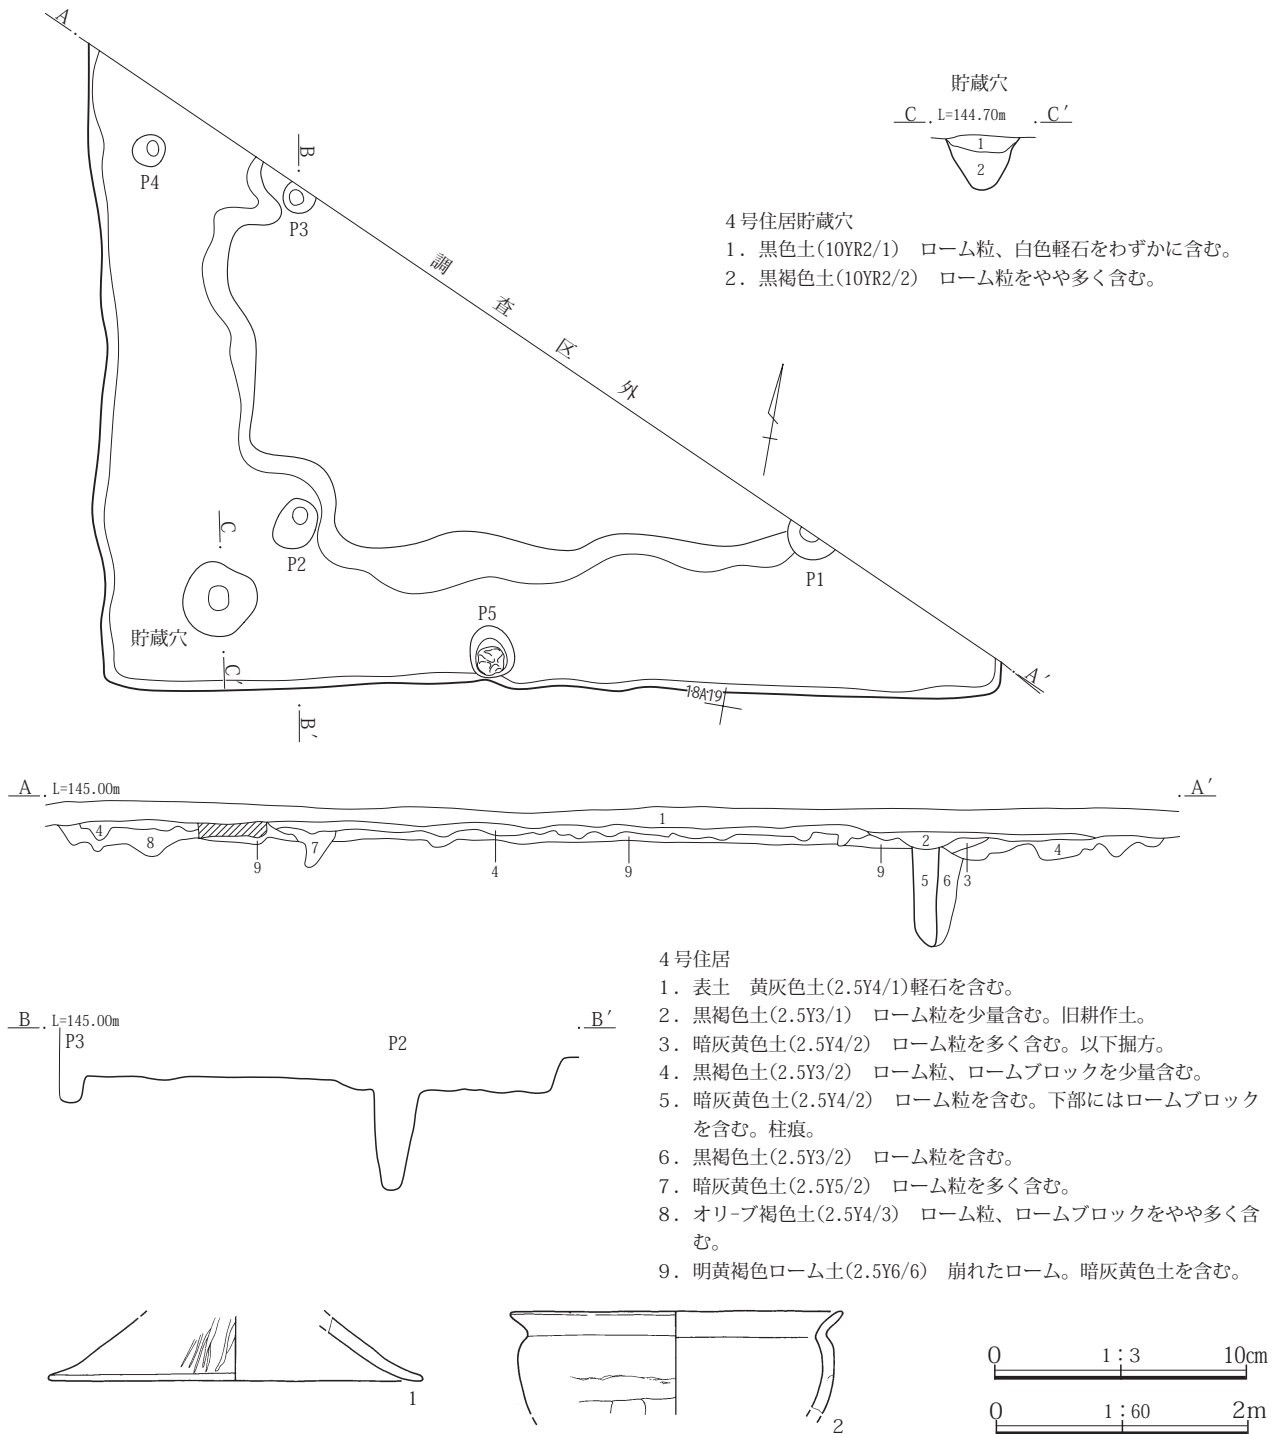 A
貯蔵穴
C L=144.70m C′
1
2
4号住居貯蔵穴
1. 黒色土(10YR2/1) ローム粒、白色軽石をわずかに含む。
2. 黒褐色土(10YR2/2) ローム粒をやや多く含む。
B
P4
P3
調査区外
C
P2
P1
P5
貯蔵穴
C′
18A19
A′
B′
A L=145.00m A′
1
4 8 9 7 4 9 9 2 5 6 3 4
B L=145.00m B′
P3 P2
4号住居
1. 表土 黄灰色土(2.5Y4/1)軽石を含む。
2. 黒褐色土(2.5Y3/1) ローム粒を少量含む。旧耕作土。
3. 暗灰黄色土(2.5Y4/2) ローム粒を多く含む。以下掘方。
4. 黒褐色土(2.5Y3/2) ローム粒、ロームブロックを少量含む。
5. 暗灰黄色土(2.5Y4/2) ローム粒を含む。下部にはロームブロック
を含む。柱痕。
6. 黒褐色土(2.5Y3/2) ローム粒を含む。
7. 暗灰黄色土(2.5Y5/2) ローム粒を多く含む。
8. オリ-ブ褐色土(2.5Y4/3) ローム粒、ロームブロックをやや多く含
む。
9. 明黄褐色ローム土(2.5Y6/6) 崩れたローム。暗灰黄色土を含む。
1
2
0 1:3 10cm
0 1:60 2m